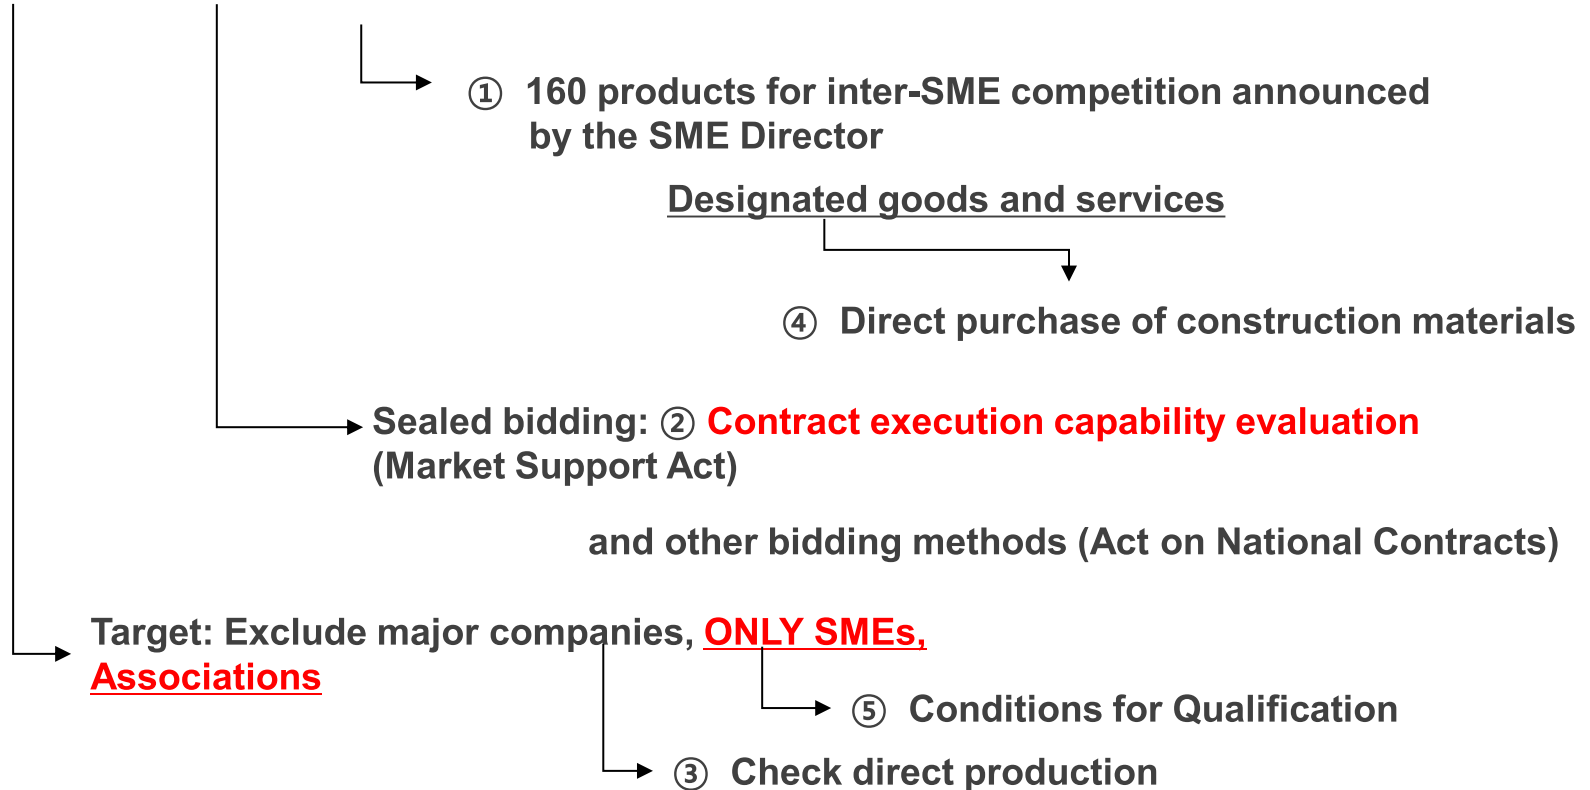 ① 160 products for inter-SME competition announced
by the SME Director
Designated goods and services
④ Direct purchase of construction materials
Sealed bidding: ② Contract execution capability evaluation
(Market Support Act)
and other bidding methods (Act on National Contracts)
Target: Exclude major companies, ONLY SMEs,
Associations
⑤ Conditions for Qualification
③ Check direct production